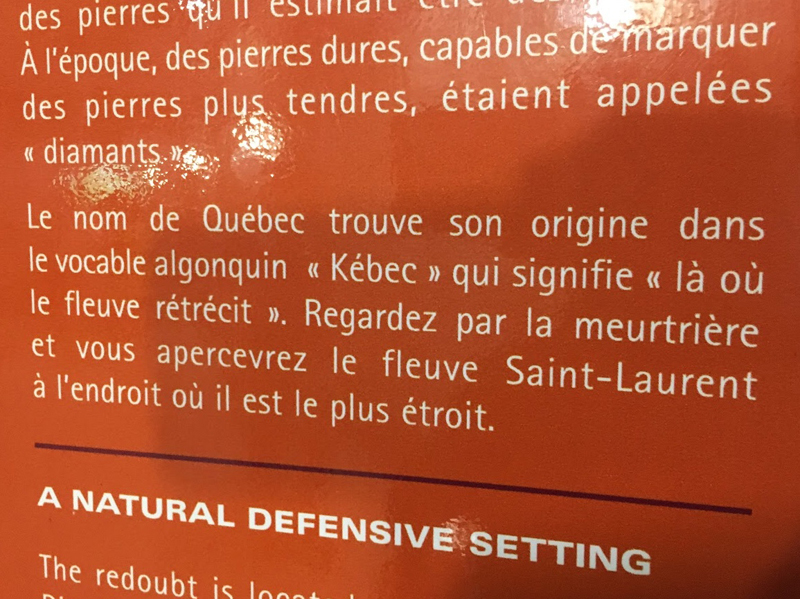 des pierres qu'il estimait être
À l'époque, des pierres dures, capables de marquer
des pierres plus tendres, étaient appelées
« diamants ».
Le nom de Québec trouve son origine dans
le vocable algonquin « Kébec » qui signifie « là où
le fleuve rétrécit ». Regardez par la meurtrière
et vous apercevrez le fleuve Saint-Laurent
à l'endroit où il est le plus étroit.
A NATURAL DEFENSIVE SETTING
The redoubt is